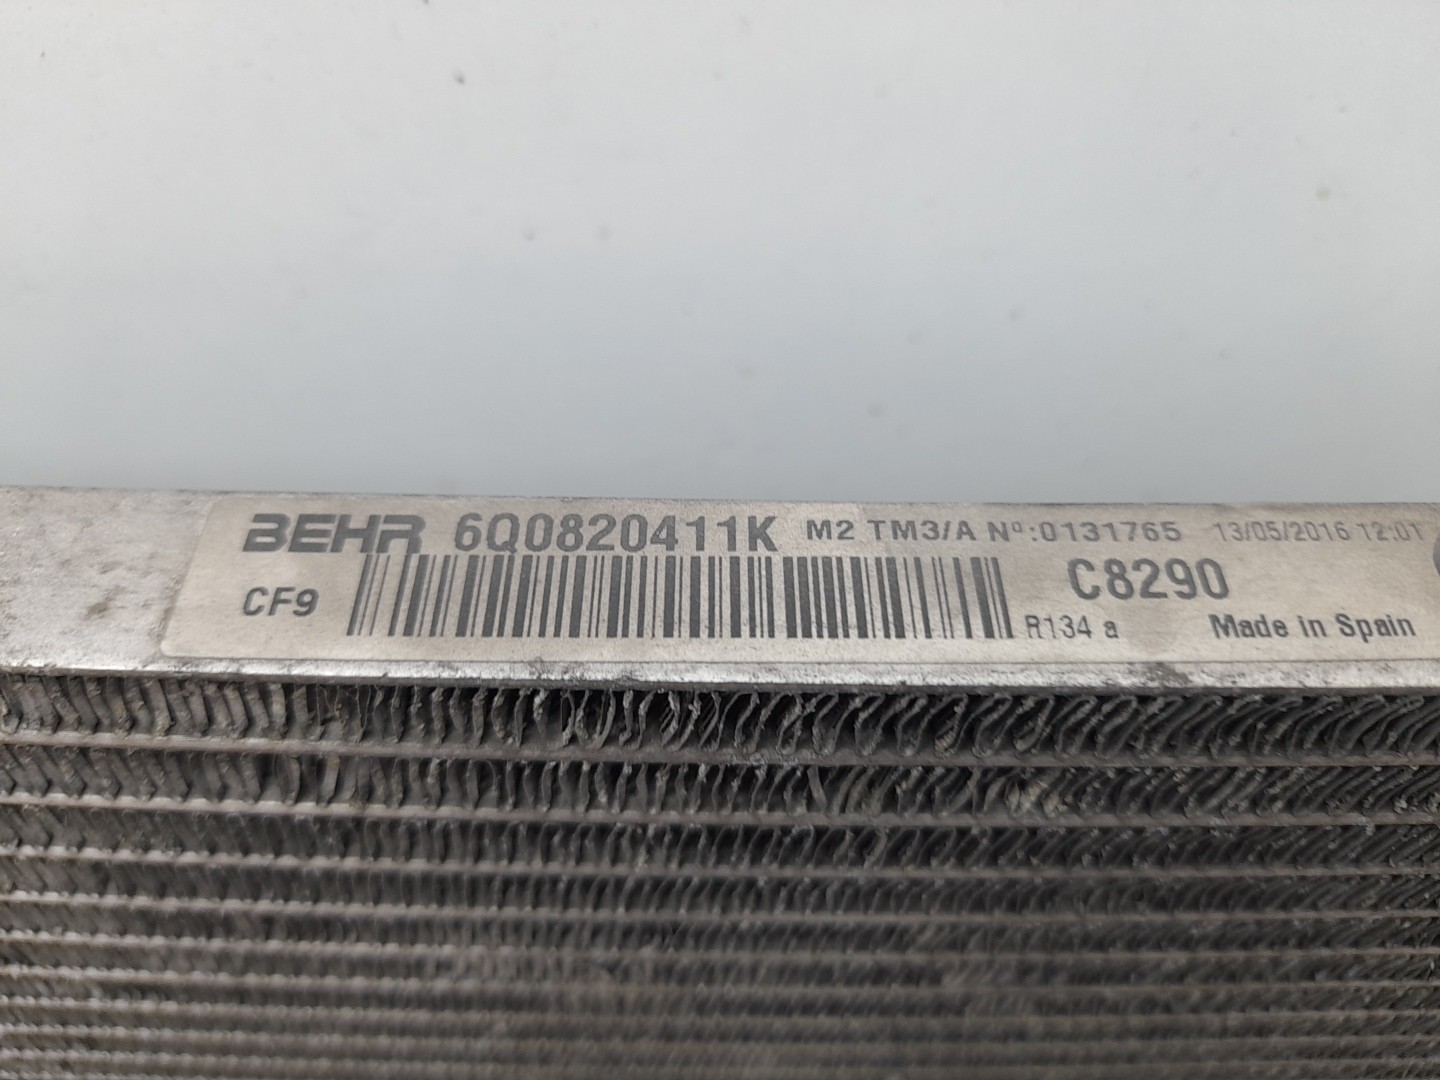 BEHR 6Q0820411K M2 TM3/A Nº:0131765 13/05/2016 12:01
CF9 C8290
R134 a Made in Spain